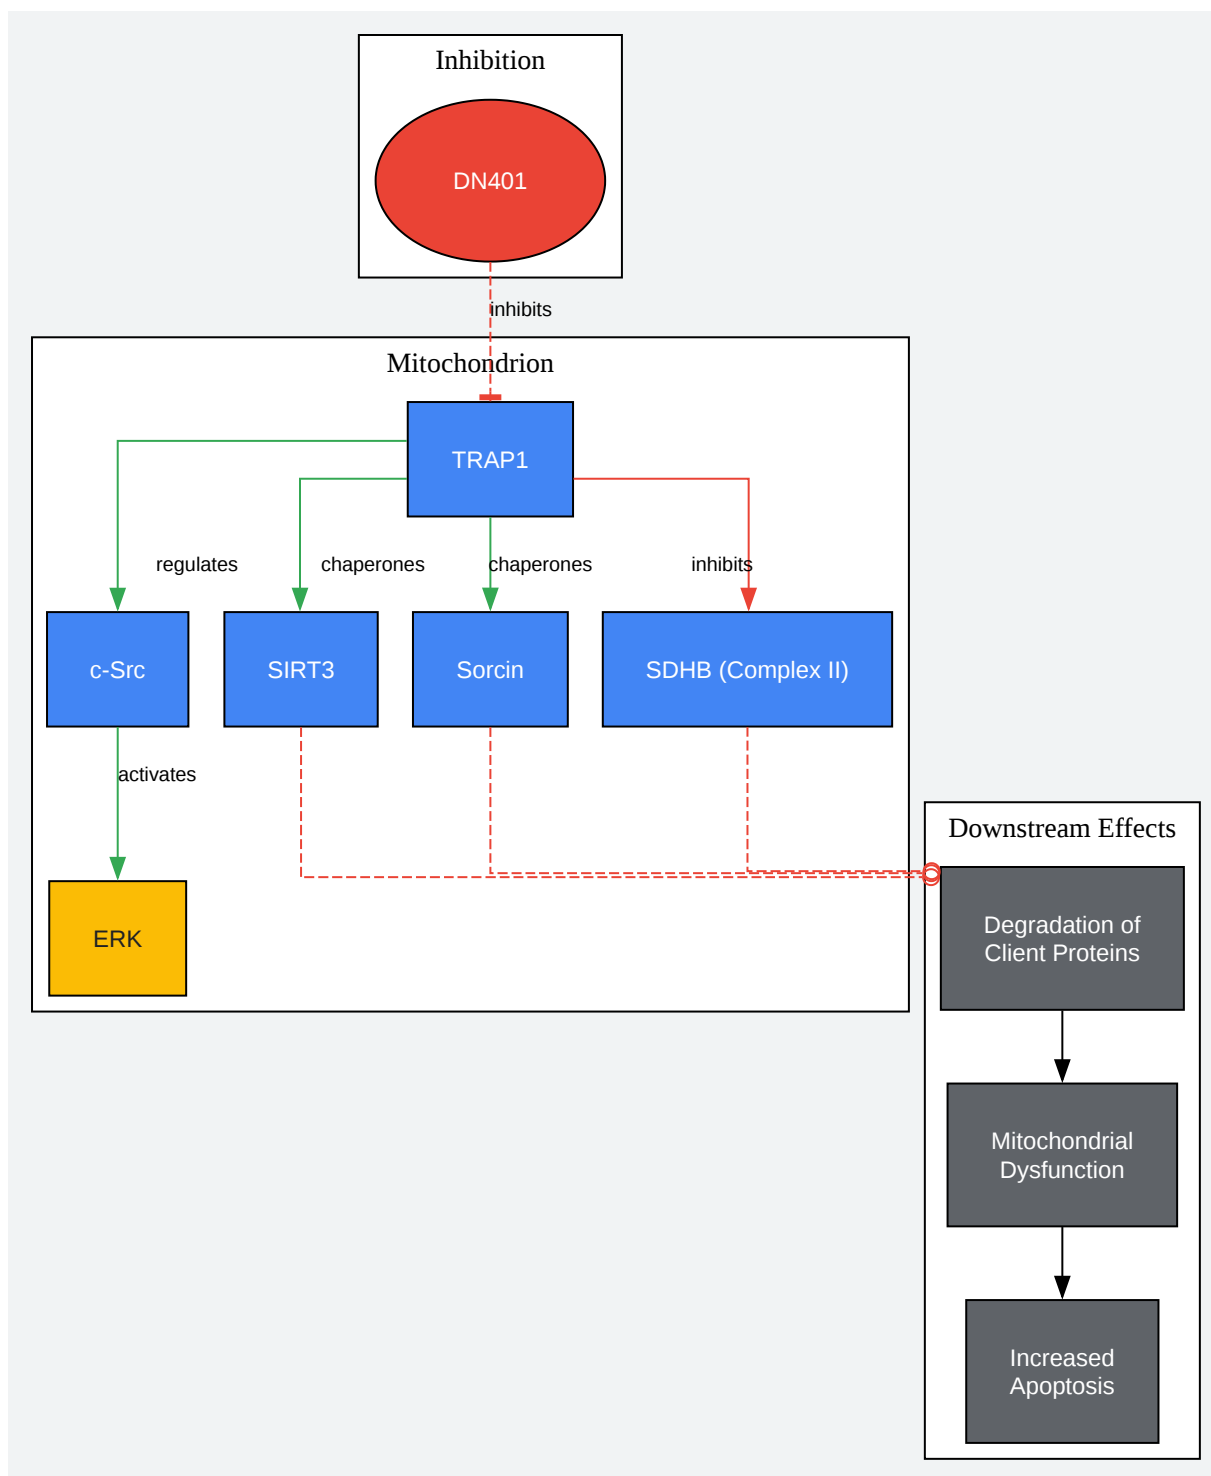 Inhibition
DN401
inhibits
Mitochondrion
TRAP1
regulates
chaperones
chaperones
inhibits
c-Src
SIRT3
Sorcin
SDHB (Complex II)
activates
Downstream Effects
ERK
Degradation of
Client Proteins
Mitochondrial
Dysfunction
Increased
Apoptosis